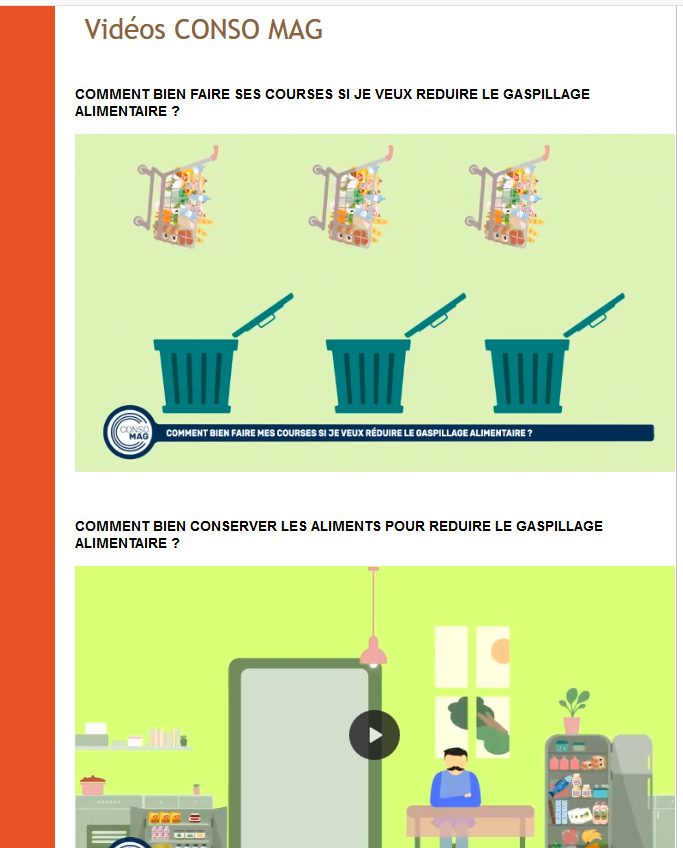 Vidéos CONSO MAG
COMMENT BIEN FAIRE SES COURSES SI JE VEUX REDUIRE LE GASPILLAGE
ALIMENTAIRE ?
CONSO
MAG
COMMENT BIEN FAIRE MES COURSES SI JE VEUX RÉDUIRE LE GASPILLAGE ALIMENTAIRE ?
COMMENT BIEN CONSERVER LES ALIMENTS POUR REDUIRE LE GASPILLAGE
ALIMENTAIRE ?